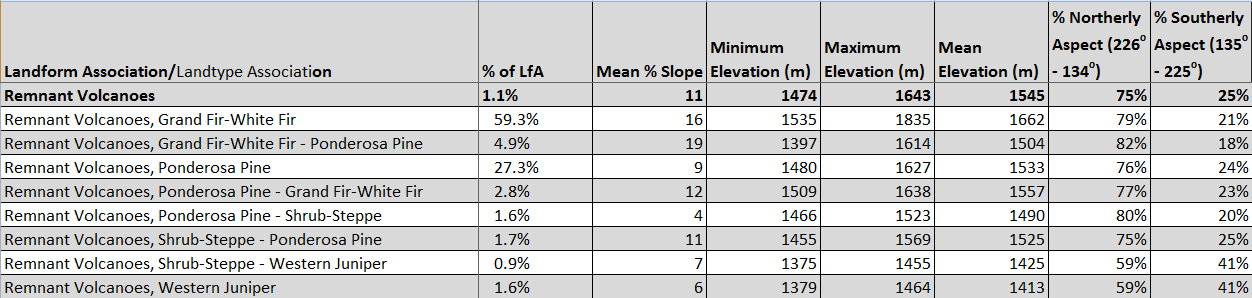 Landform Association/Landtype Association % of LfA Mean % Slope Minimum Elevation (m) Maximum Elevation (m) Mean Elevation (m) % Northerly Aspect (226° - 134°) % Southerly Aspect (135° - 225°)
Remnant Volcanoes 1.1% 11 1474 1643 1545 75% 25%
Remnant Volcanoes, Grand Fir-White Fir 59.3% 16 1535 1835 1662 79% 21%
Remnant Volcanoes, Grand Fir-White Fir - Ponderosa Pine 4.9% 19 1397 1614 1504 82% 18%
Remnant Volcanoes, Ponderosa Pine 27.3% 9 1480 1627 1533 76% 24%
Remnant Volcanoes, Ponderosa Pine - Grand Fir-White Fir 2.8% 12 1509 1638 1557 77% 23%
Remnant Volcanoes, Ponderosa Pine - Shrub-Steppe 1.6% 4 1466 1523 1490 80% 20%
Remnant Volcanoes, Shrub-Steppe - Ponderosa Pine 1.7% 11 1455 1569 1525 75% 25%
Remnant Volcanoes, Shrub-Steppe - Western Juniper 0.9% 7 1375 1455 1425 59% 41%
Remnant Volcanoes, Western Juniper 1.6% 6 1379 1464 1413 59% 41%